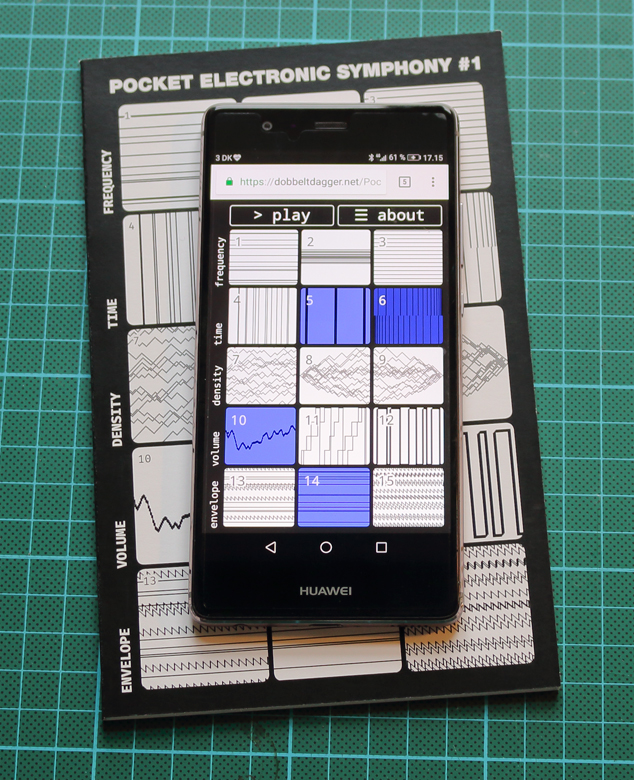 POCKET ELECTRONIC SYMPHONY #1
1
3
FREQUENCY
4
TIME
7
DENSITY
10
VOLUME
13
ENVELOPE
3 DK 61 % 17.15
https://dobbeltdagger.net/Poc
5
> play
☰ about
frequency
1 2 3
time
4 5 6
density
7 8 9
volume
10 11 12
envelope
13 14 15
HUAWEI